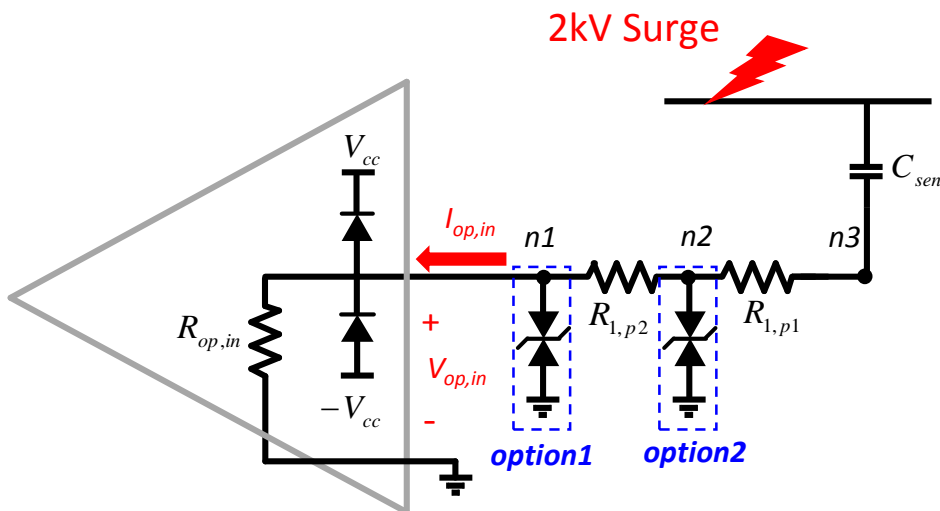 2kV Surge
V_cc
C_sen
I_op,in
n1
n2
n3
R_op,in
+
V_op,in
-
R_1,p2
R_1,p1
−V_cc
option1
option2